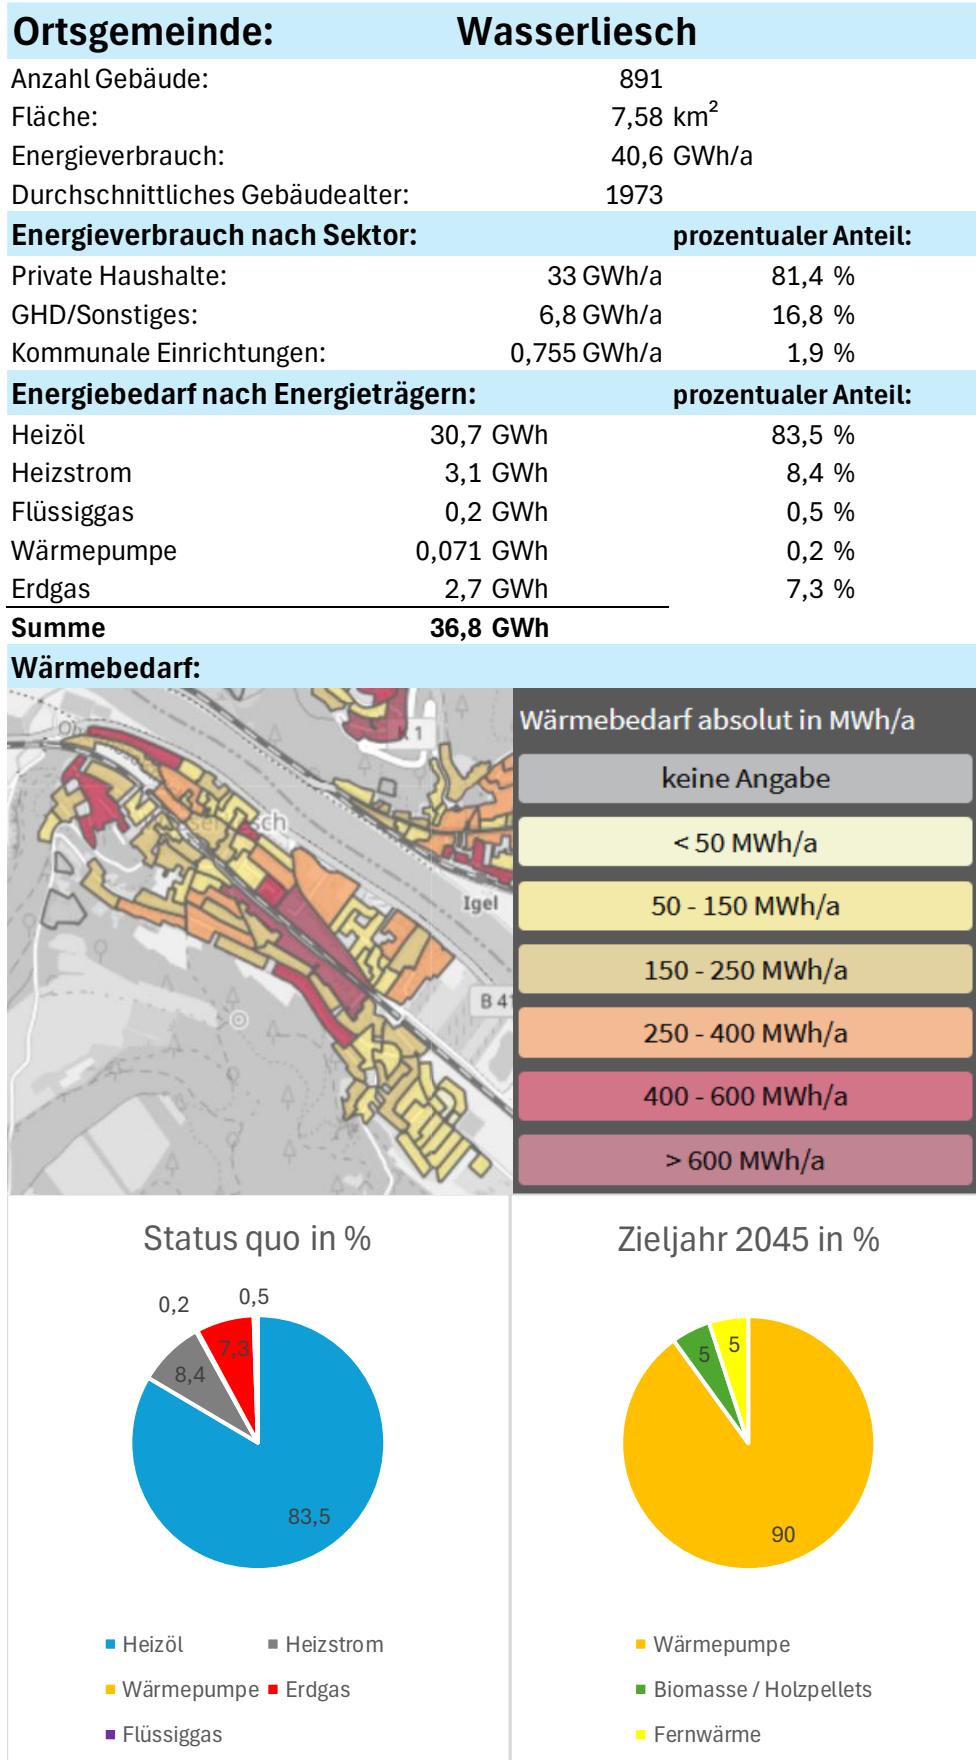 Ortsgemeinde: Wasserliesch
Anzahl Gebäude: 891
Fläche: 7,58 km²
Energieverbrauch: 40,6 GWh/a
Durchschnittliches Gebäudealter: 1973
Energieverbrauch nach Sektor: prozentualer Anteil:
Private Haushalte: 33 GWh/a 81,4 %
GHD/Sonstiges: 6,8 GWh/a 16,8 %
Kommunale Einrichtungen: 0,755 GWh/a 1,9 %
Energiebedarf nach Energieträgern: prozentualer Anteil:
Heizöl 30,7 GWh 83,5 %
Heizstrom 3,1 GWh 8,4 %
Flüssiggas 0,2 GWh 0,5 %
Wärmepumpe 0,071 GWh 0,2 %
Erdgas 2,7 GWh 7,3 %
Summe 36,8 GWh
Wärmebedarf:
K 1
Igel
B 41
Wärmebedarf absolut in MWh/a
keine Angabe
< 50 MWh/a
50 - 150 MWh/a
150 - 250 MWh/a
250 - 400 MWh/a
400 - 600 MWh/a
> 600 MWh/a
Status quo in %
0,2
0,5
7,3
8,4
83,5
Heizöl
Heizstrom
Wärmepumpe
Erdgas
Flüssiggas
Zieljahr 2045 in %
5
5
90
Wärmepumpe
Biomasse / Holzpellets
Fernwärme